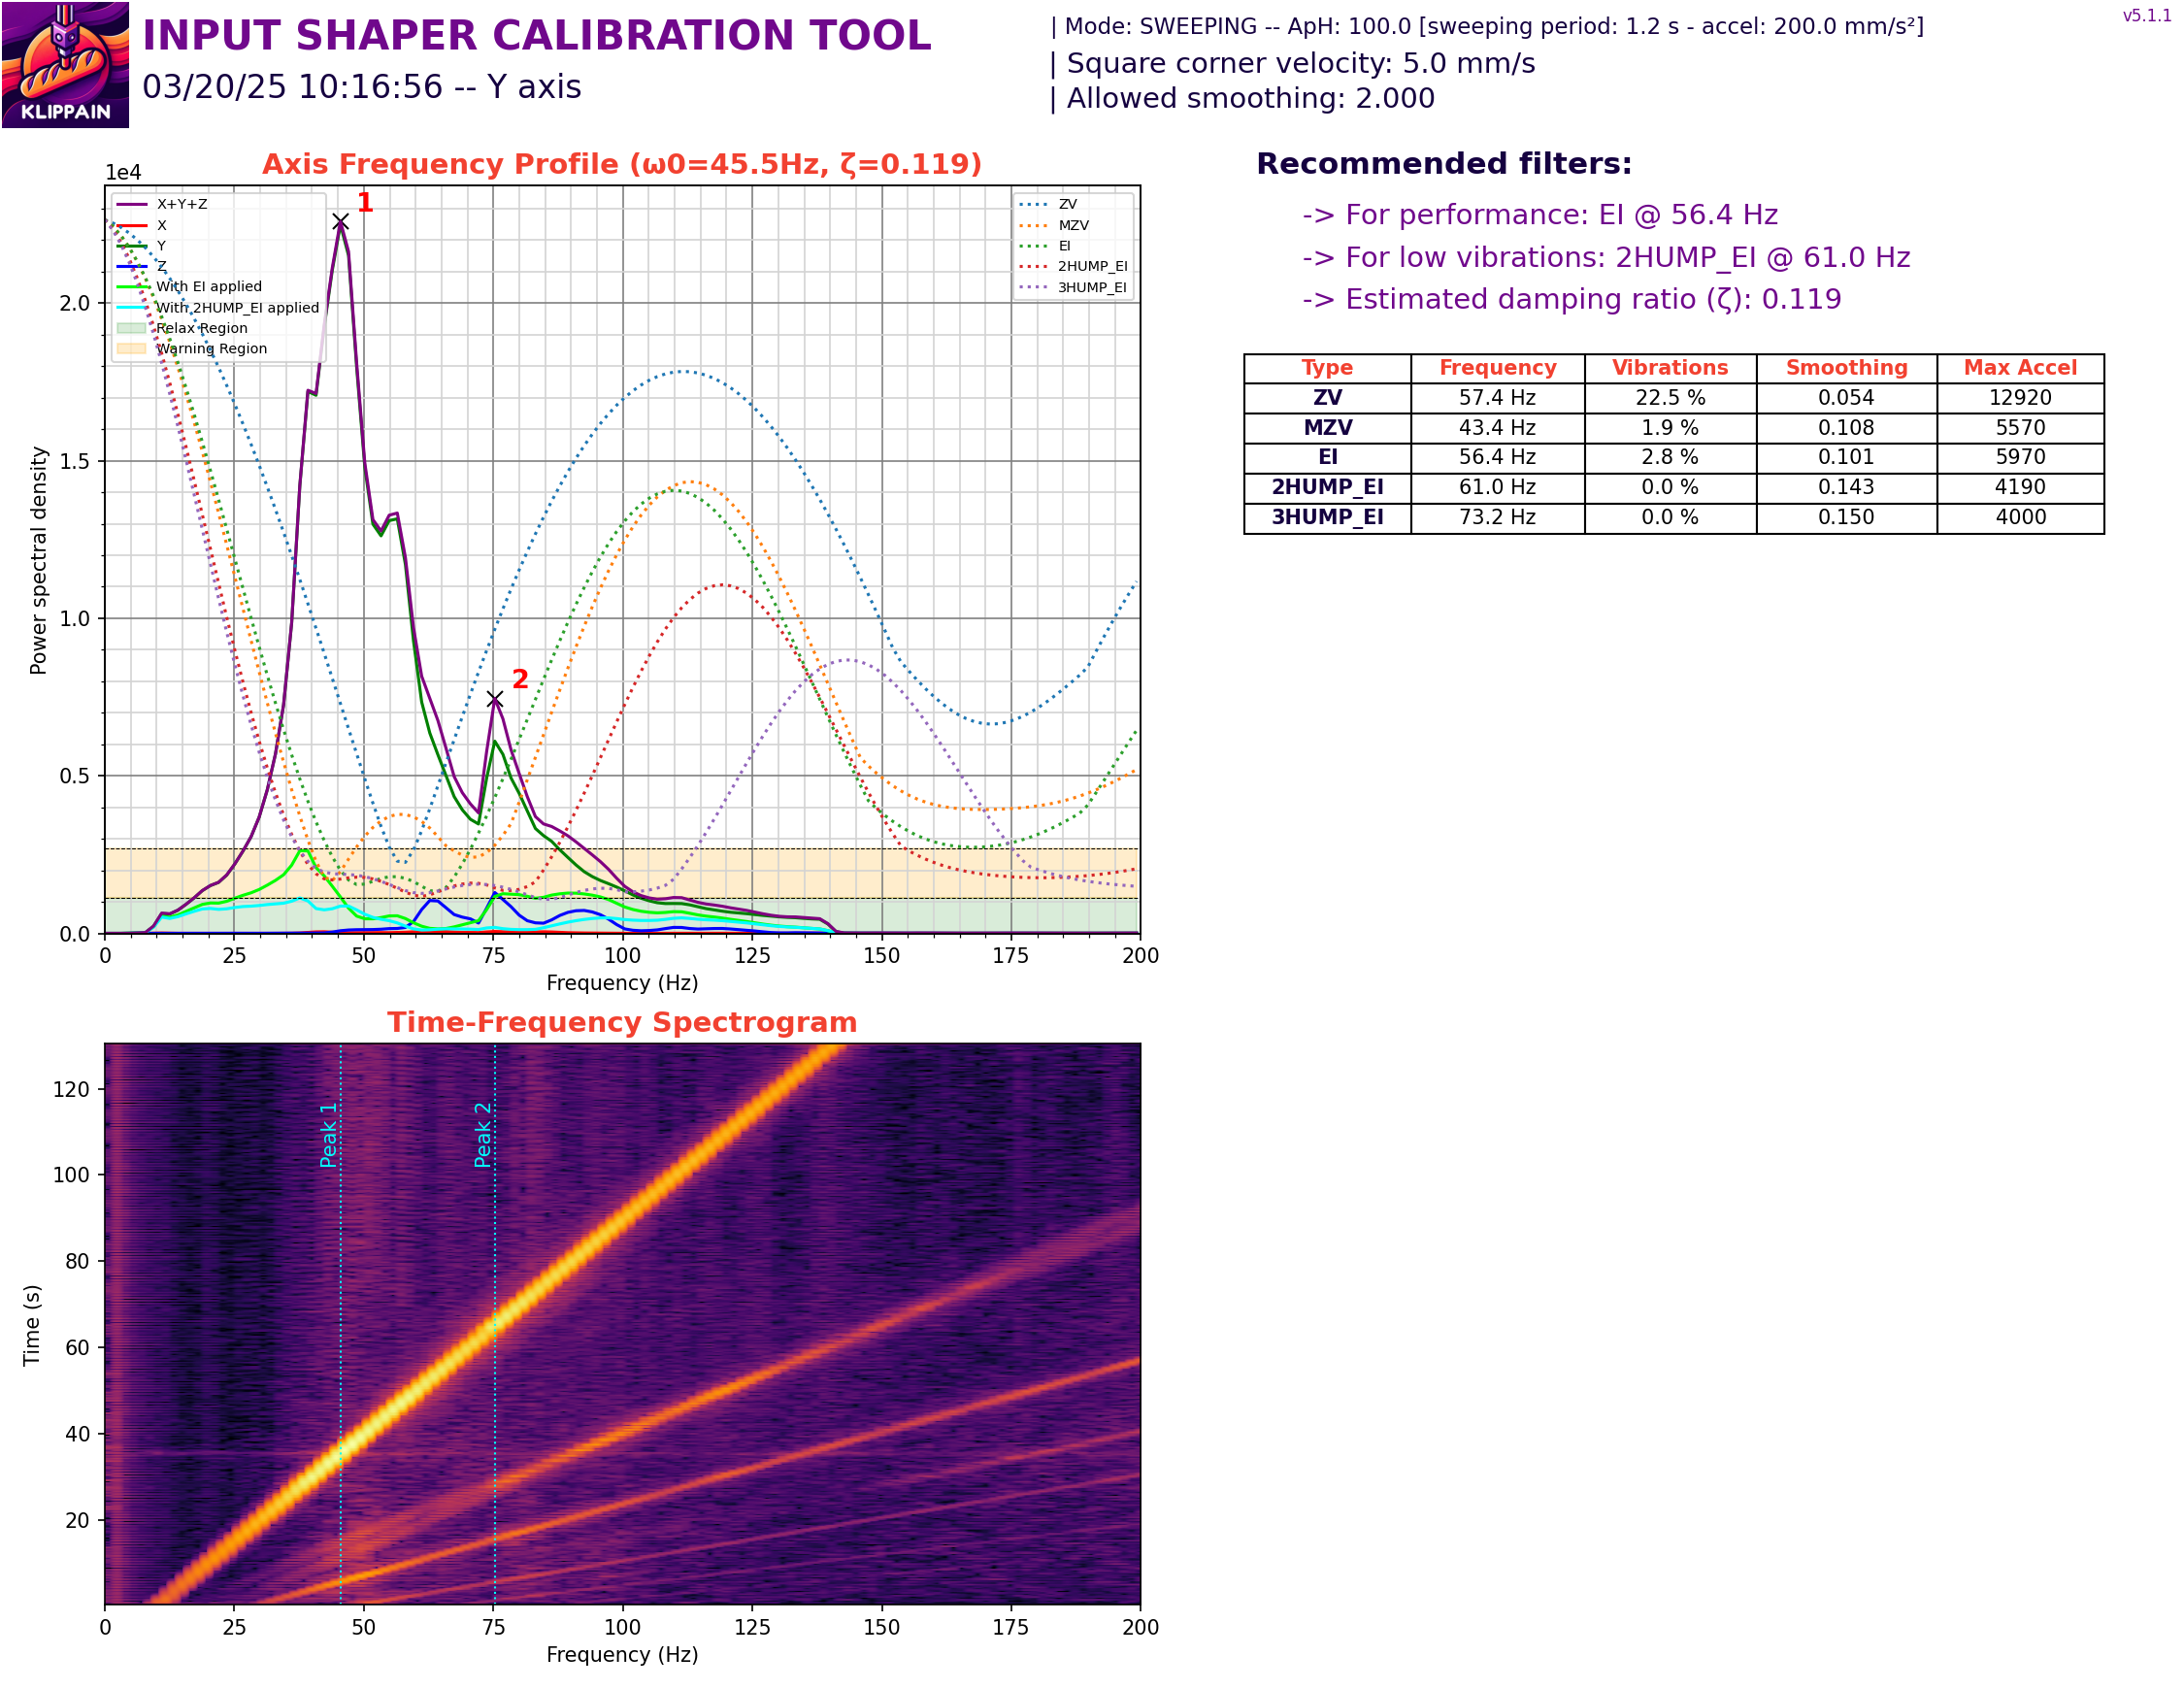 KLIPPAIN
INPUT SHAPER CALIBRATION TOOL
03/20/25 10:16:56 -- Y axis
| Mode: SWEEPING -- ApH: 100.0 [sweeping period: 1.2 s - accel: 200.0 mm/s²]
| Square corner velocity: 5.0 mm/s
| Allowed smoothing: 2.000
v5.1.1
Axis Frequency Profile (ω0=45.5Hz, ζ=0.119)
1e4
X+Y+Z
X
Y
Z
With EI applied
With 2HUMP_EI applied
Relax Region
Warning Region
ZV
MZV
EI
2HUMP_EI
3HUMP_EI
1
2
2.0
1.5
1.0
0.5
0.0
Power spectral density
0 25 50 75 100 125 150 175 200
Frequency (Hz)
Recommended filters:
-> For performance: EI @ 56.4 Hz
-> For low vibrations: 2HUMP_EI @ 61.0 Hz
-> Estimated damping ratio (ζ): 0.119
Type Frequency Vibrations Smoothing Max Accel
ZV 57.4 Hz 22.5 % 0.054 12920
MZV 43.4 Hz 1.9 % 0.108 5570
EI 56.4 Hz 2.8 % 0.101 5970
2HUMP_EI 61.0 Hz 0.0 % 0.143 4190
3HUMP_EI 73.2 Hz 0.0 % 0.150 4000
Time-Frequency Spectrogram
120
100
80
60
40
20
Time (s)
Peak 1
Peak 2
0 25 50 75 100 125 150 175 200
Frequency (Hz)